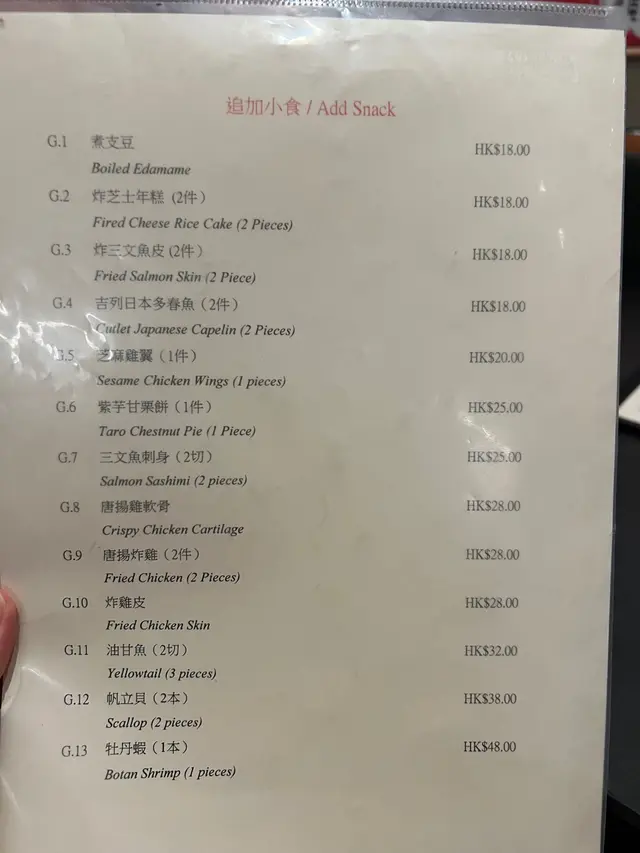 追加小食 / Add Snack
G.1 煮支豆 HK$18.00
Boiled Edamame
G.2 炸芝士年糕 (2件) HK$18.00
Fired Cheese Rice Cake (2 Pieces)
G.3 炸三文魚皮 (2件) HK$18.00
Fried Salmon Skin (2 Piece)
G.4 吉列日本多春魚（2件） HK$18.00
Cutlet Japanese Capelin (2 Pieces)
G.5 芝麻雞翼（1件） HK$20.00
Sesame Chicken Wings (1 pieces)
G.6 紫芋甘栗餅（1件） HK$25.00
Taro Chestnut Pie (1 Piece)
G.7 三文魚刺身（2切） HK$25.00
Salmon Sashimi (2 pieces)
G.8 唐揚雞軟骨 HK$28.00
Crispy Chicken Cartilage
G.9 唐揚炸雞（2件） HK$28.00
Fried Chicken (2 Pieces)
G.10 炸雞皮 HK$28.00
Fried Chicken Skin
G.11 油甘魚（2切） HK$32.00
Yellowtail (3 pieces)
G.12 帆立貝（2本） HK$38.00
Scallop (2 pieces)
G.13 牡丹蝦（1本） HK$48.00
Botan Shrimp (1 pieces)